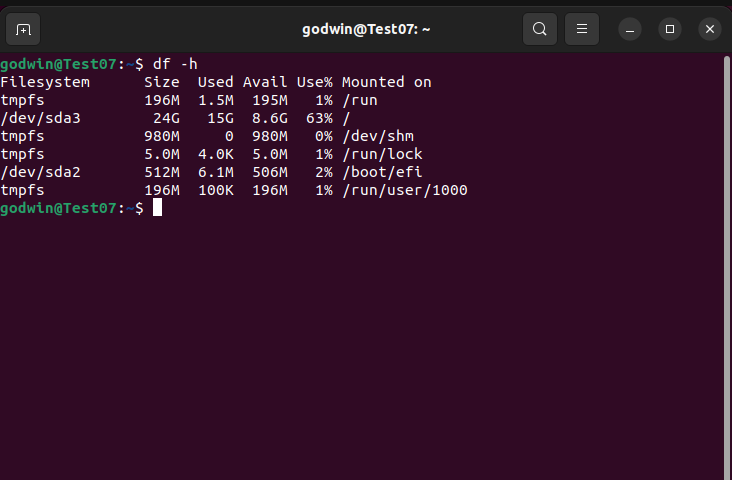 godwin@Test07: ~
godwin@Test07:~$ df -h
Filesystem      Size  Used Avail Use% Mounted on
tmpfs           196M  1.5M  195M   1% /run
/dev/sda3        24G   15G  8.6G  63% /
tmpfs           980M     0  980M   0% /dev/shm
tmpfs           5.0M  4.0K  5.0M   1% /run/lock
/dev/sda2       512M  6.1M  506M   2% /boot/efi
tmpfs           196M  100K  196M   1% /run/user/1000
godwin@Test07:~$